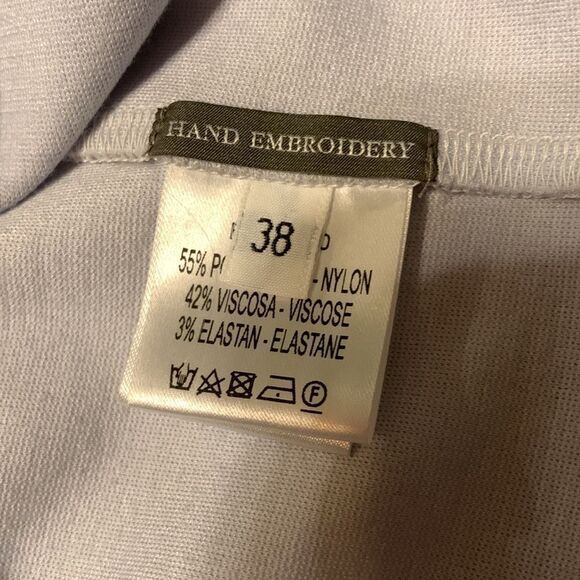 HAND EMBROIDERY
38
55% - NYLON
42% VISCOSA - VISCOSE
3% ELASTAN - ELASTANE
F